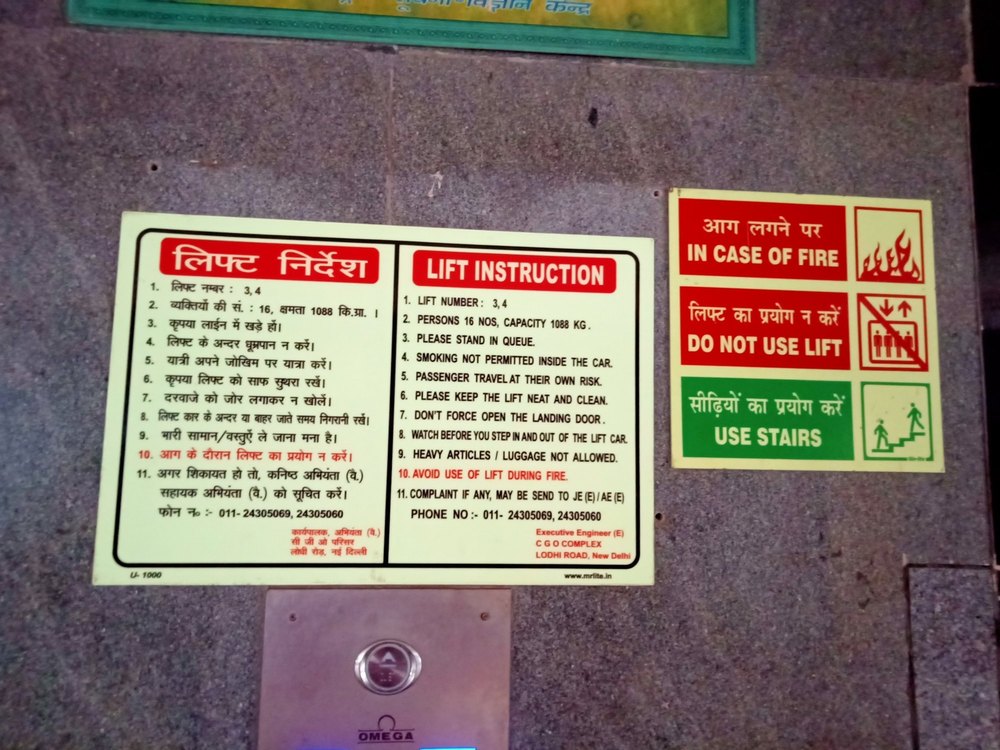 केन्द्र
लिफ्ट निर्देश
1. लिफ्ट नम्बर : 3, 4
2. व्यक्तियों की सं. : 16, क्षमता 1088 कि.ग्रा. ।
3. कृपया लाईन में खड़े हों।
4. लिफ्ट के अन्दर धूम्रपान न करें।
5. यात्री अपने जोखिम पर यात्रा करें।
6. कृपया लिफ्ट को साफ सुथरा रखें।
7. दरवाजे को जोर लगाकर न खोलें।
8. लिफ्ट कार के अन्दर या बाहर जाते समय निगरानी रखें।
9. भारी सामान/वस्तुएँ ले जाना मना है।
10. आग के दौरान लिफ्ट का प्रयोग न करें।
11. अगर शिकायत हो तो, कनिष्ठ अभियंता (वै.)
सहायक अभियंता (वै.) को सूचित करें।
फोन न० :- 011- 24305069, 24305060
कार्यपालक, अभियंता (वै.)
सी जी ओ परिसर
लोधी रोड़, नई दिल्ली
U- 1000
LIFT INSTRUCTION
1. LIFT NUMBER : 3, 4
2. PERSONS 16 NOS, CAPACITY 1088 KG .
3. PLEASE STAND IN QUEUE.
4. SMOKING NOT PERMITTED INSIDE THE CAR.
5. PASSENGER TRAVEL AT THEIR OWN RISK.
6. PLEASE KEEP THE LIFT NEAT AND CLEAN.
7. DON'T FORCE OPEN THE LANDING DOOR .
8. WATCH BEFORE YOU STEP IN AND OUT OF THE LIFT CAR.
9. HEAVY ARTICLES / LUGGAGE NOT ALLOWED.
10. AVOID USE OF LIFT DURING FIRE.
11. COMPLAINT IF ANY, MAY BE SEND TO JE (E) / AE (E)
PHONE NO :- 011- 24305069, 24305060
Executive Engineer (E)
C G O COMPLEX
LODHI ROAD, New Delhi
www.mrlite.in
आग लगने पर
IN CASE OF FIRE
लिफ्ट का प्रयोग न करें
DO NOT USE LIFT
सीढ़ियों का प्रयोग करें
USE STAIRS
OMEGA